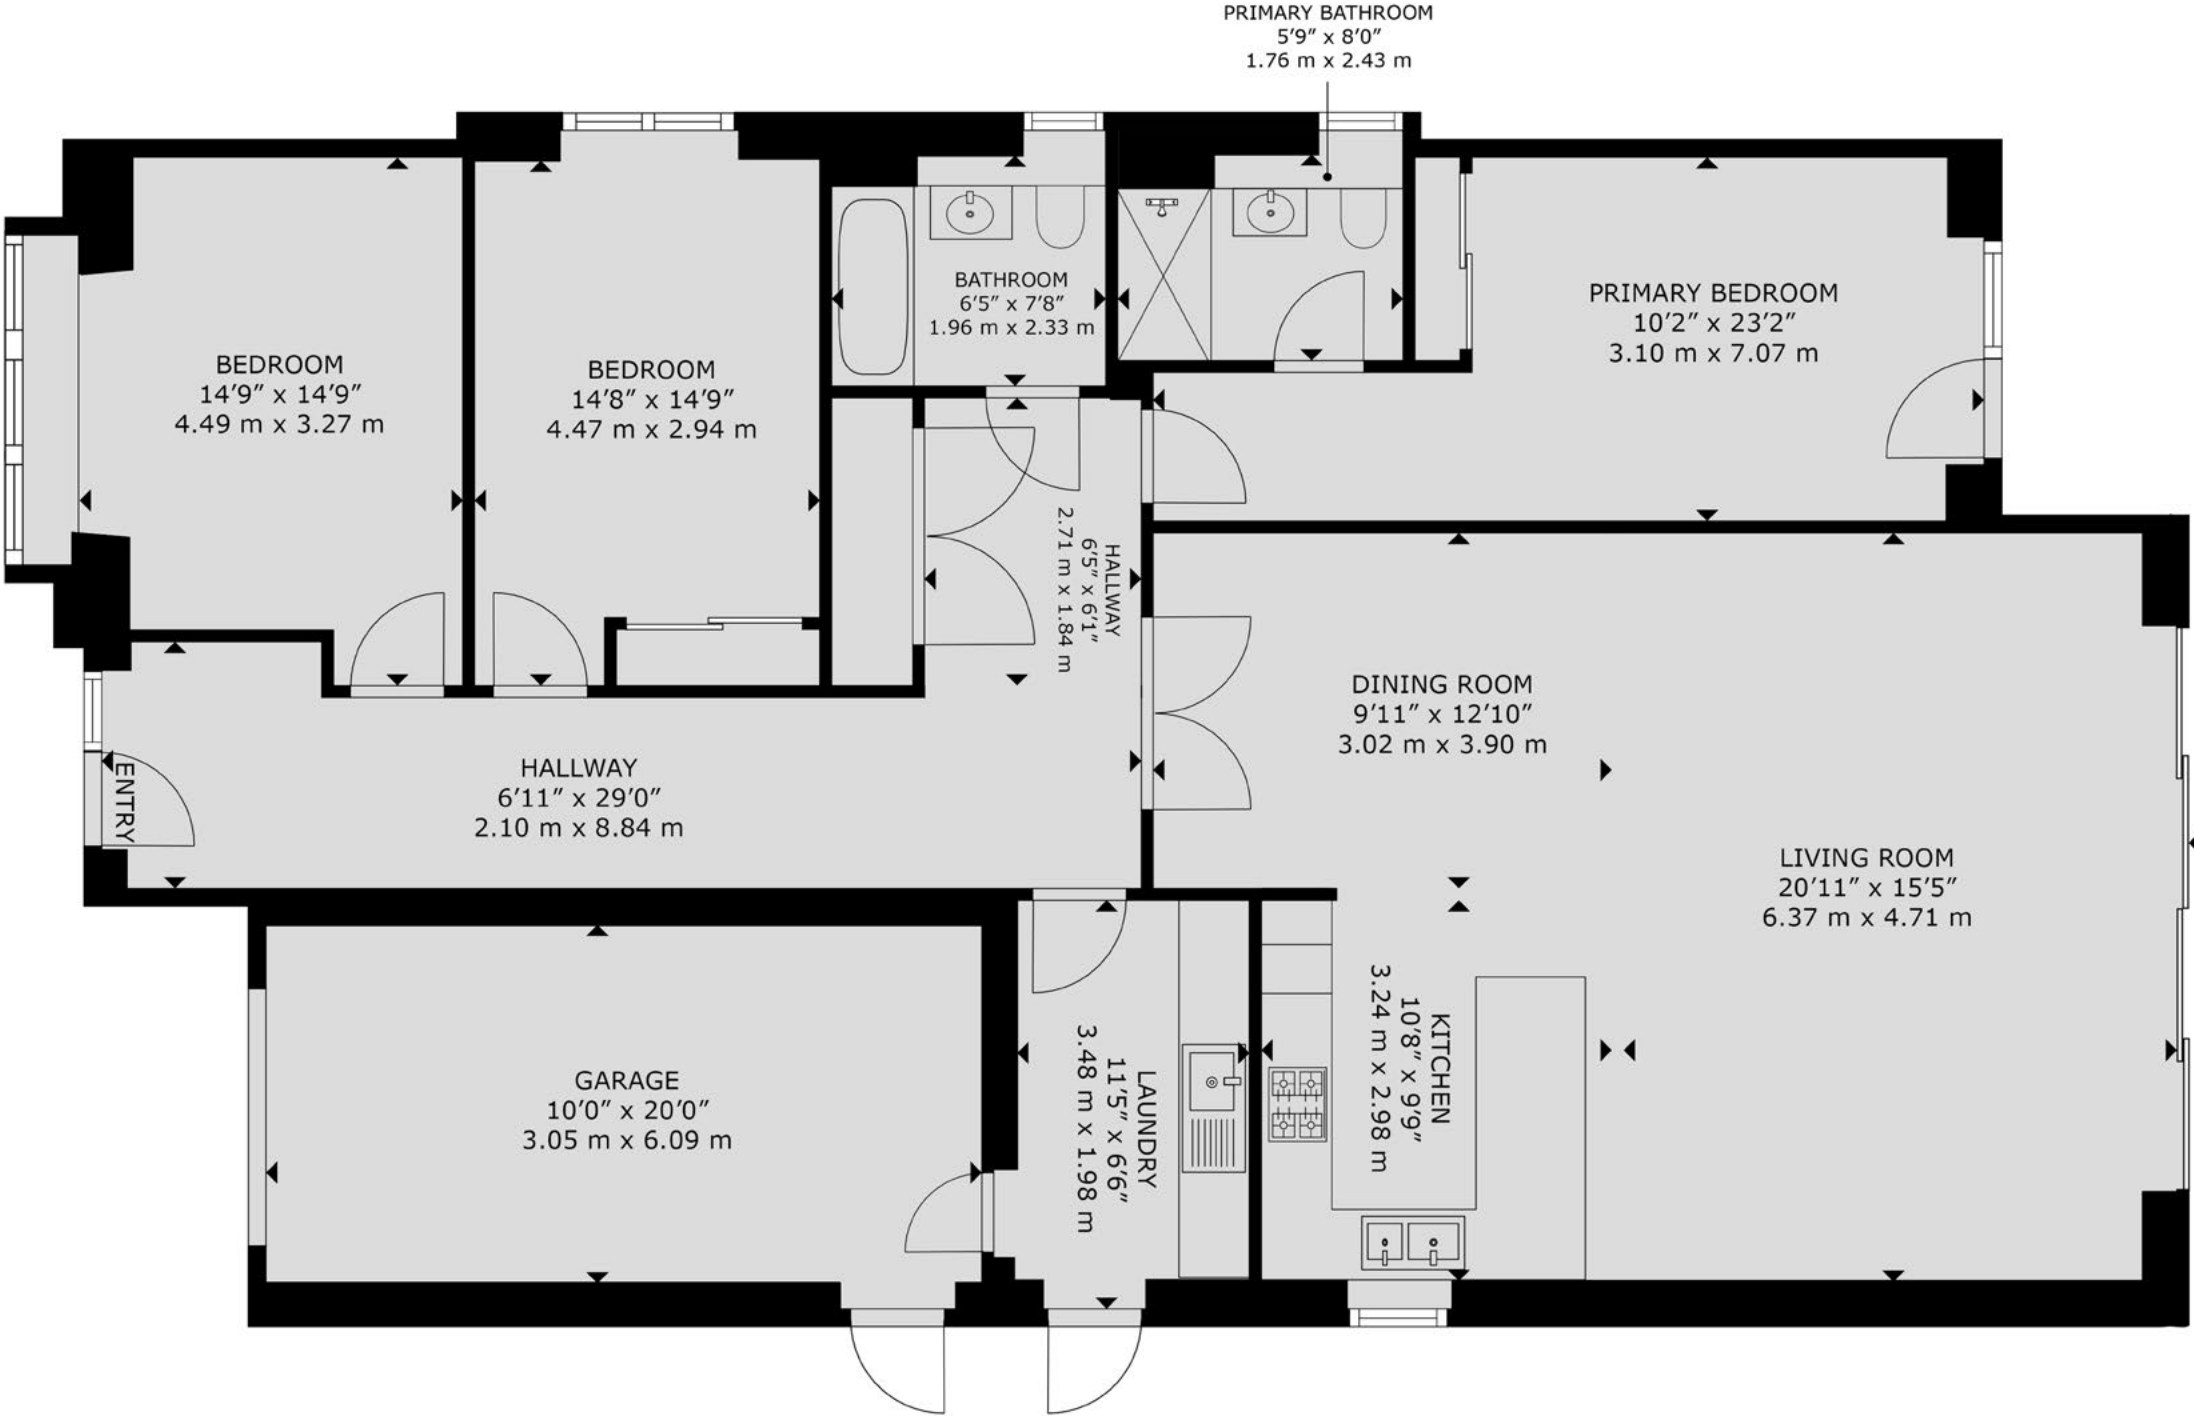 PRIMARY BATHROOM
5’9” x 8’0”
1.76 m x 2.43 m
BEDROOM
14’9” x 14’9”
4.49 m x 3.27 m
BEDROOM
14’8” x 14’9”
4.47 m x 2.94 m
BATHROOM
6’5” x 7’8”
1.96 m x 2.33 m
PRIMARY BEDROOM
10’2” x 23’2”
3.10 m x 7.07 m
HALLWAY
6’5” x 6’1”
2.71 m x 1.84 m
DINING ROOM
9’11” x 12’10”
3.02 m x 3.90 m
ENTRY
HALLWAY
6’11” x 29’0”
2.10 m x 8.84 m
LIVING ROOM
20’11” x 15’5”
6.37 m x 4.71 m
GARAGE
10’0” x 20’0”
3.05 m x 6.09 m
LAUNDRY
11’5” x 6’6”
3.48 m x 1.98 m
KITCHEN
10’8” x 9’9”
3.24 m x 2.98 m